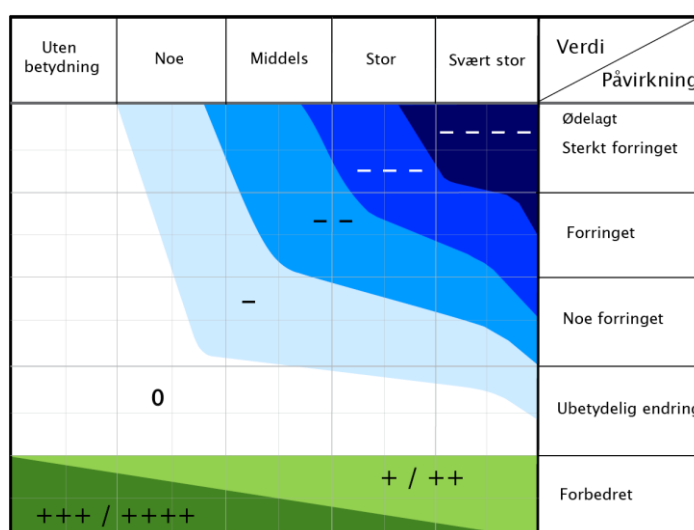 Uten
betydning
Noe
Middels
Stor
Svært stor
Verdi
Påvirkning
Ødelagt
Sterkt forringet
– – – –
– – –
– –
Forringet
–
Noe forringet
0
Ubetydelig endring
+ / ++
+++ / ++++
Forbedret